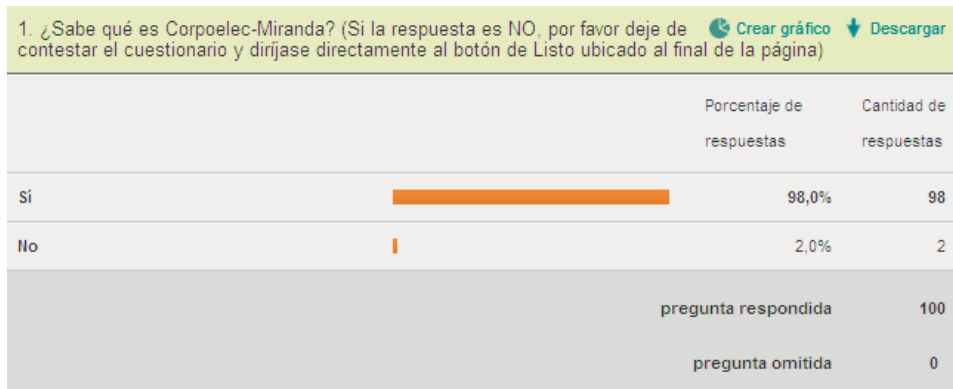 1. ¿Sabe qué es Corpoelec-Miranda? (Si la respuesta es NO, por favor deje de
contestar el cuestionario y diríjase directamente al botón de Listo ubicado al final de la página)
Crear gráfico Descargar
Porcentaje de respuestas
Cantidad de respuestas
Sí 98,0% 98
No 2,0% 2
pregunta respondida 100
pregunta omitida 0